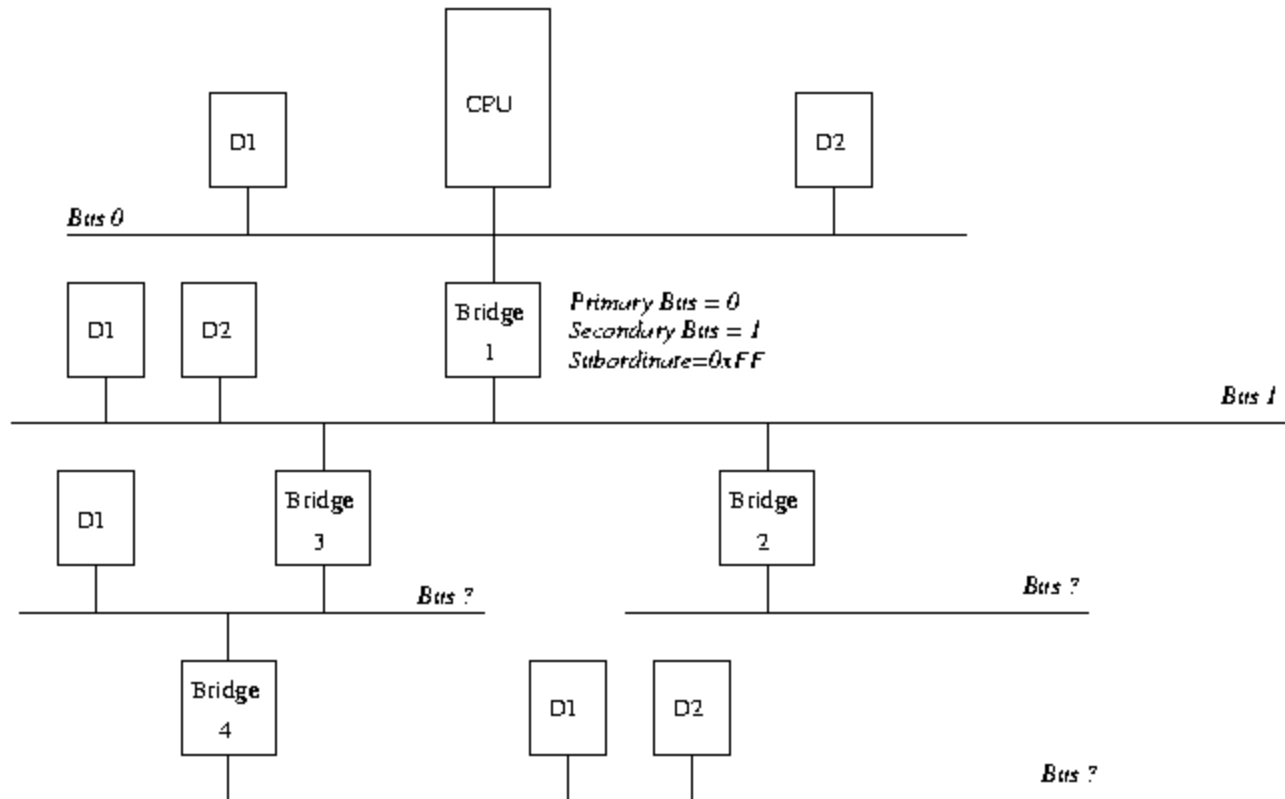 CPU
D1
D2
Bus 0
D1
D2
Bridge
1
Primary Bus = 0
Secondary Bus = 1
Subordinate=0xFF
Bus 1
D1
Bridge
3
Bridge
2
Bus ?
Bus ?
Bridge
4
D1
D2
Bus ?